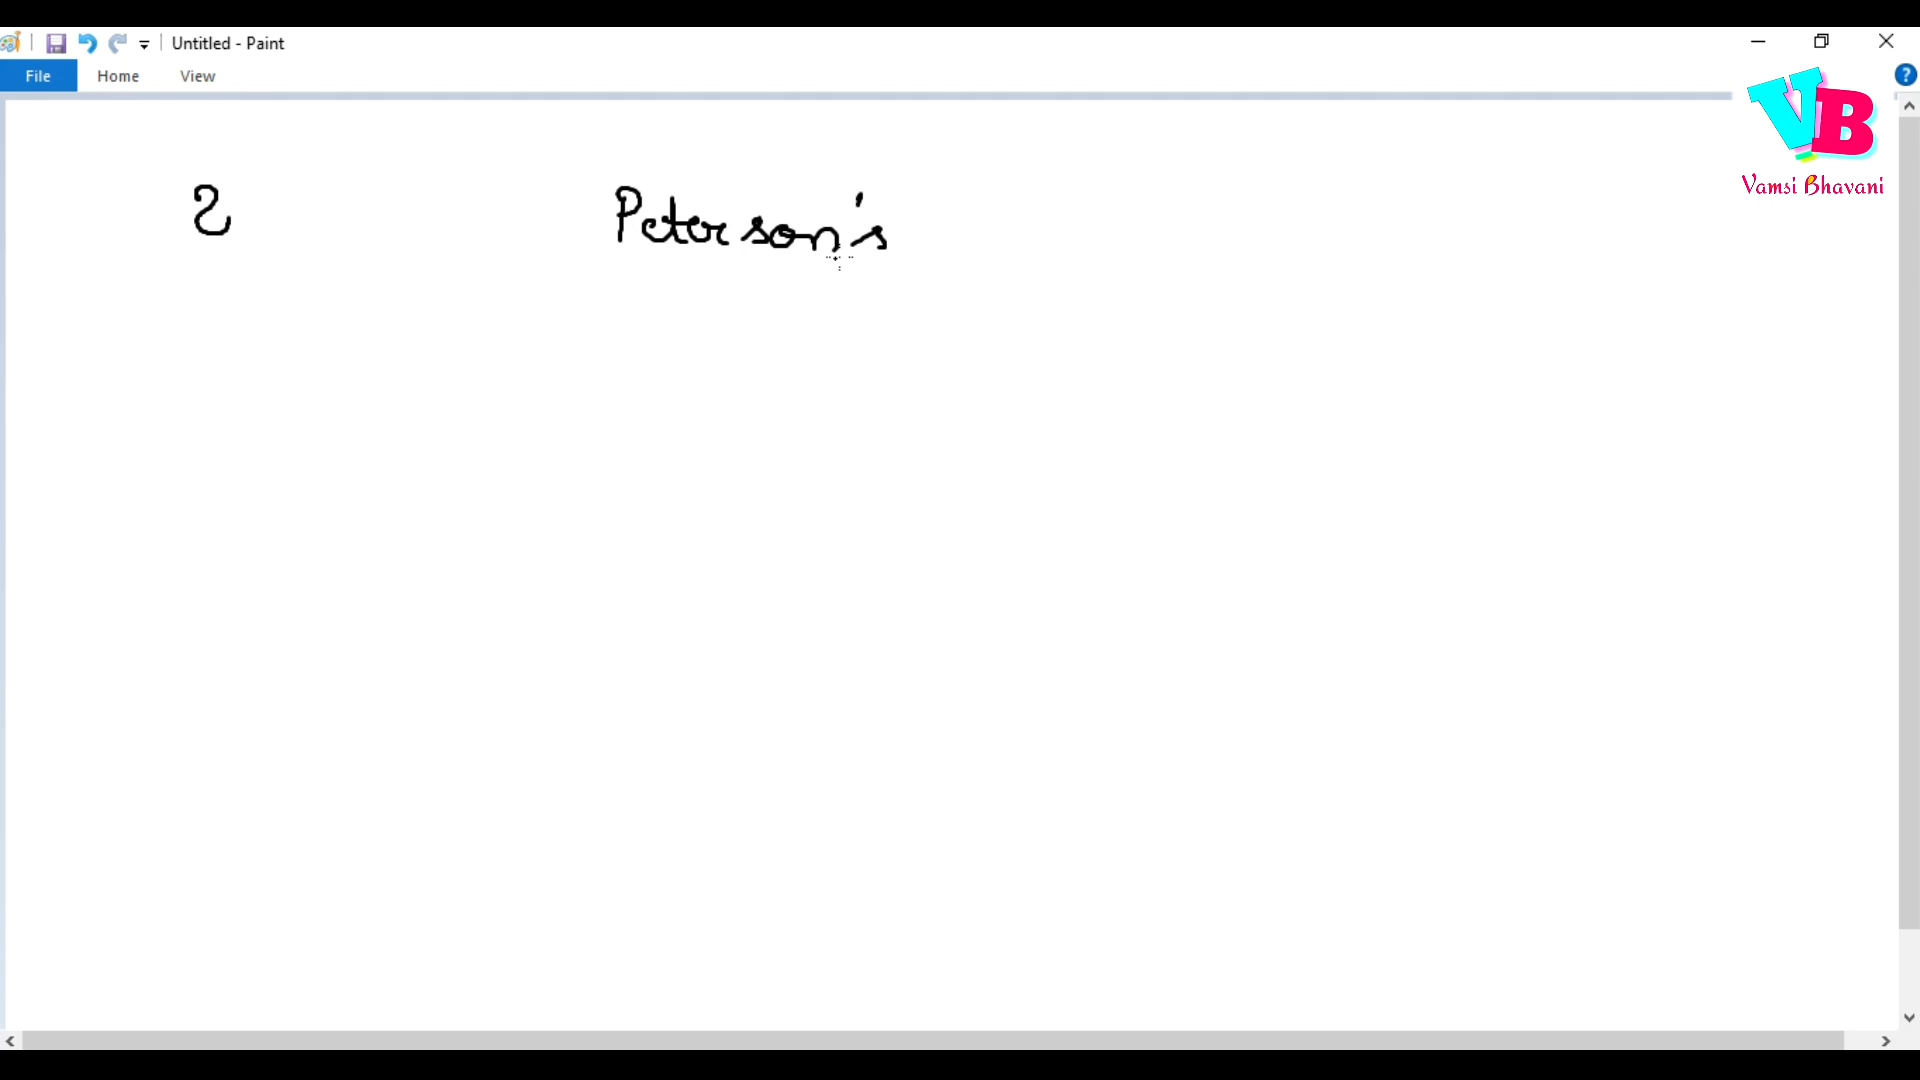 Untitled - Paint
File Home View
?
VB
Vamsi Bhavani
2 Peterson's